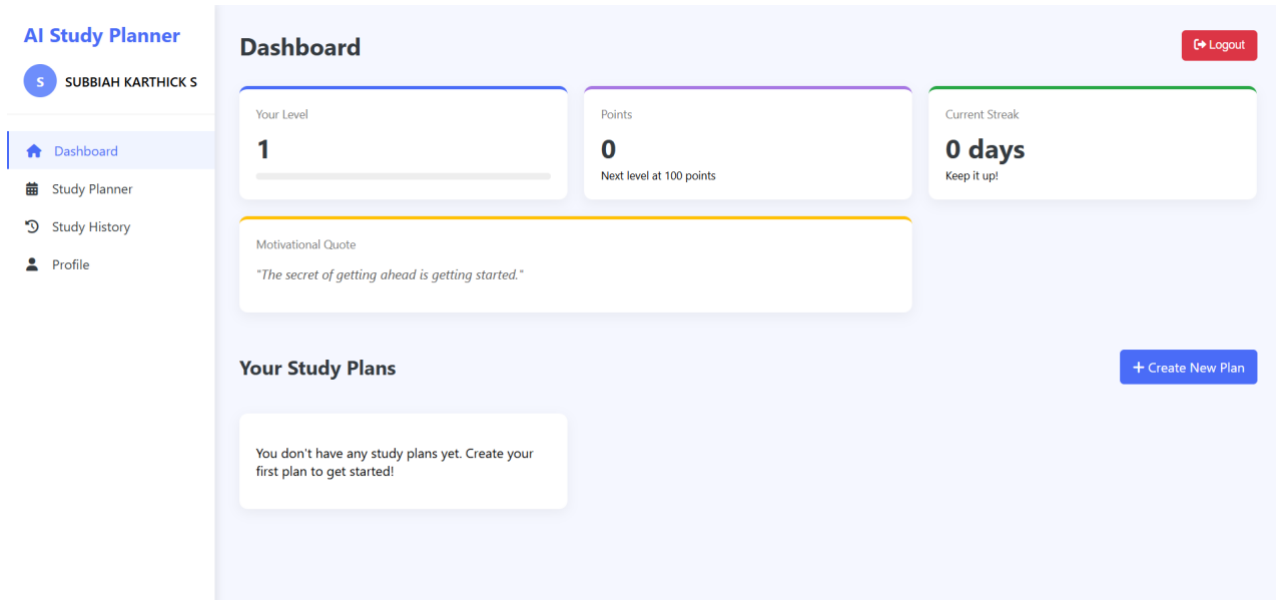 AI Study Planner
S
SUBBIAH KARTHICK S
Dashboard
Study Planner
Study History
Profile
Dashboard
Logout
Your Level
1
Points
0
Next level at 100 points
Current Streak
0 days
Keep it up!
Motivational Quote
"The secret of getting ahead is getting started."
Your Study Plans
+ Create New Plan
You don't have any study plans yet. Create your
first plan to get started!